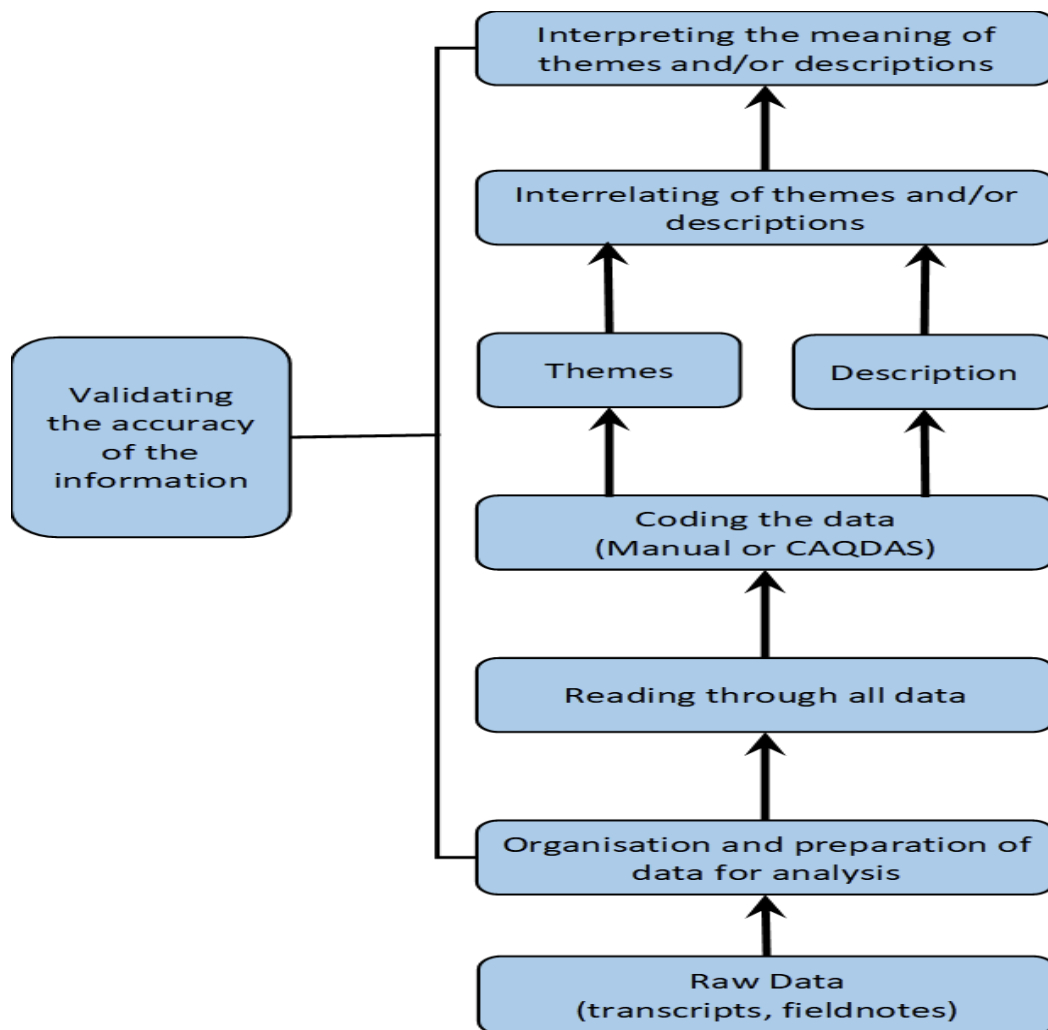 Interpreting the meaning of
themes and/or descriptions
Interrelating of themes and/or
descriptions
Themes
Description
Validating
the accuracy
of the
information
Coding the data
(Manual or CAQDAS)
Reading through all data
Organisation and preparation of
data for analysis
Raw Data
(transcripts, fieldnotes)